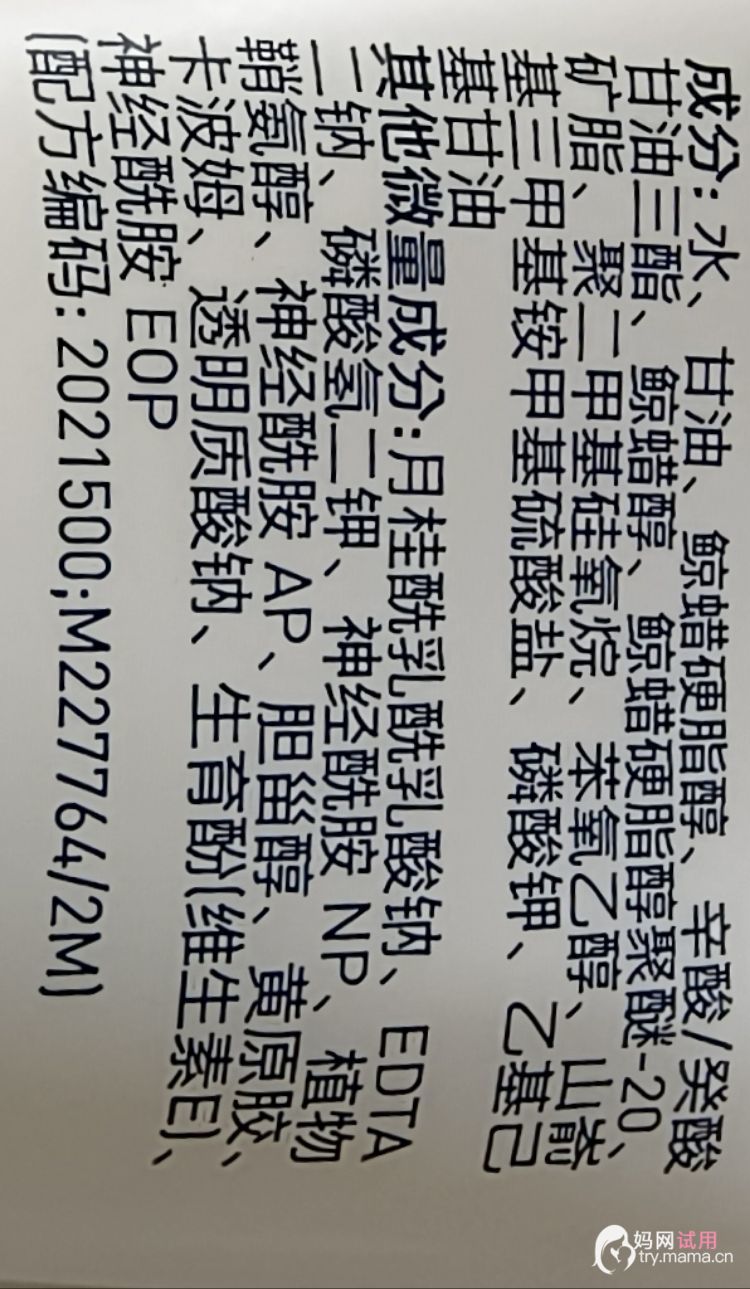 成分:水、甘油、鲸蜡硬脂醇、辛酸/癸酸
甘油三酯、鲸蜡醇、鲸蜡硬脂醇聚醚-20、
矿脂、聚二甲基硅氧烷、苯氧乙醇、山嵛
基三甲基铵甲基硫酸盐、磷酸钾、乙基己
基甘油
其他微量成分:月桂酰乳酰乳酸钠、EDTA
二钠、磷酸氢二钾、神经酰胺 NP、植物
鞘氨醇、神经酰胺 AP、胆甾醇、黄原胶、
卡波姆、透明质酸钠、生育酚(维生素E)、
神经酰胺 EOP
(配方编码:2021500;M227764/2M)
妈网试用
try.mama.cn